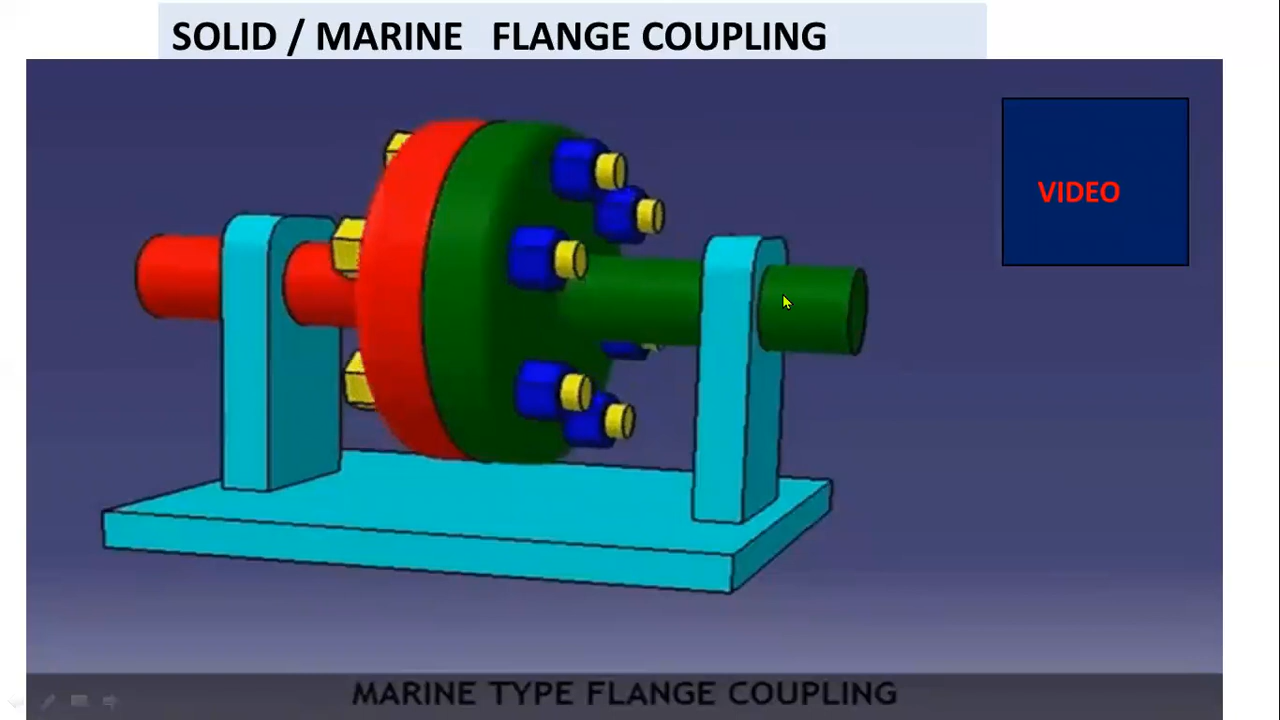 SOLID / MARINE FLANGE COUPLING
VIDEO
MARINE TYPE FLANGE COUPLING